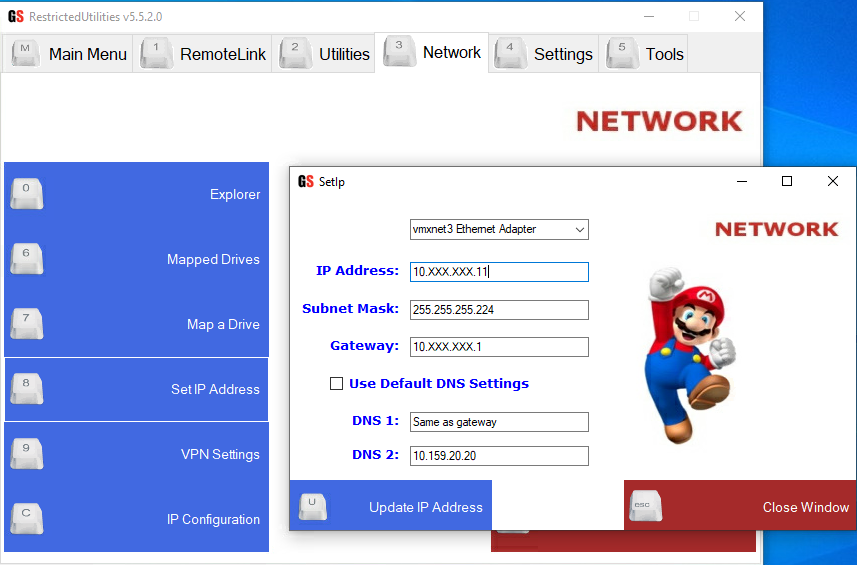 GS RestrictedUtilities v5.5.2.0
M Main Menu 1 RemoteLink 2 Utilities 3 Network 4 Settings 5 Tools
NETWORK
0 Explorer
6 Mapped Drives
7 Map a Drive
8 Set IP Address
9 VPN Settings
C IP Configuration
GS SetIp
NETWORK
vmxnet3 Ethernet Adapter
IP Address: 10.XXX.XXX.11
Subnet Mask: 255.255.255.224
Gateway: 10.XXX.XXX.1
Use Default DNS Settings
DNS 1: Same as gateway
DNS 2: 10.159.20.20
M
U Update IP Address
esc Close Window